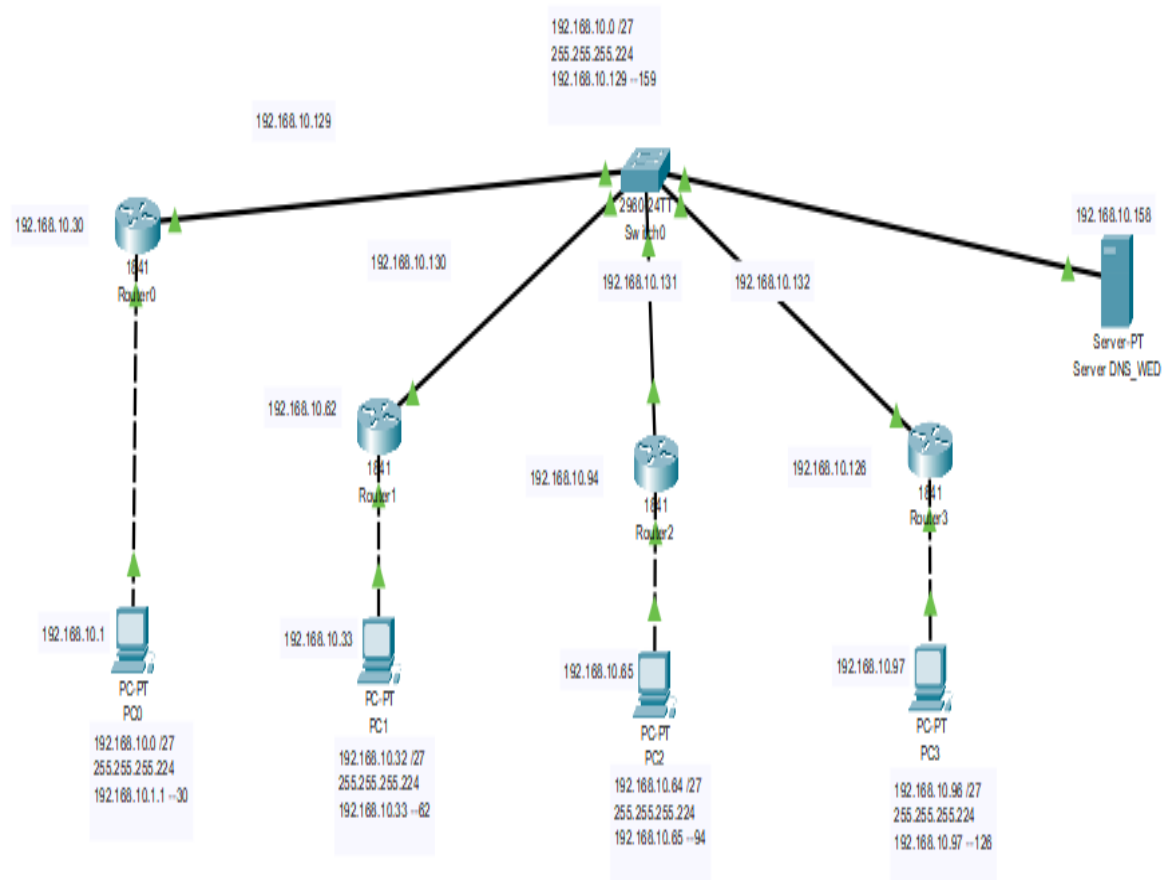 192.168.10.0 /27
255.255.255.224
192.168.10.129 --159
192.168.10.129
192.168.10.30
1841
Router0
192.168.10.130
2960-24TT
Switch0
192.168.10.131
192.168.10.132
192.168.10.158
Server-PT
Server DNS_WED
192.168.10.62
1841
Router1
192.168.10.94
1841
Router2
192.168.10.126
1841
Router3
192.168.10.1
PC-PT
PC0
192.168.10.0 /27
255.255.255.224
192.168.10.1.1 --30
192.168.10.33
PC-PT
PC1
192.168.10.32 /27
255.255.255.224
192.168.10.33 --62
192.168.10.65
PC-PT
PC2
192.168.10.64 /27
255.255.255.224
192.168.10.65 --94
192.168.10.97
PC-PT
PC3
192.168.10.96 /27
255.255.255.224
192.168.10.97 --126